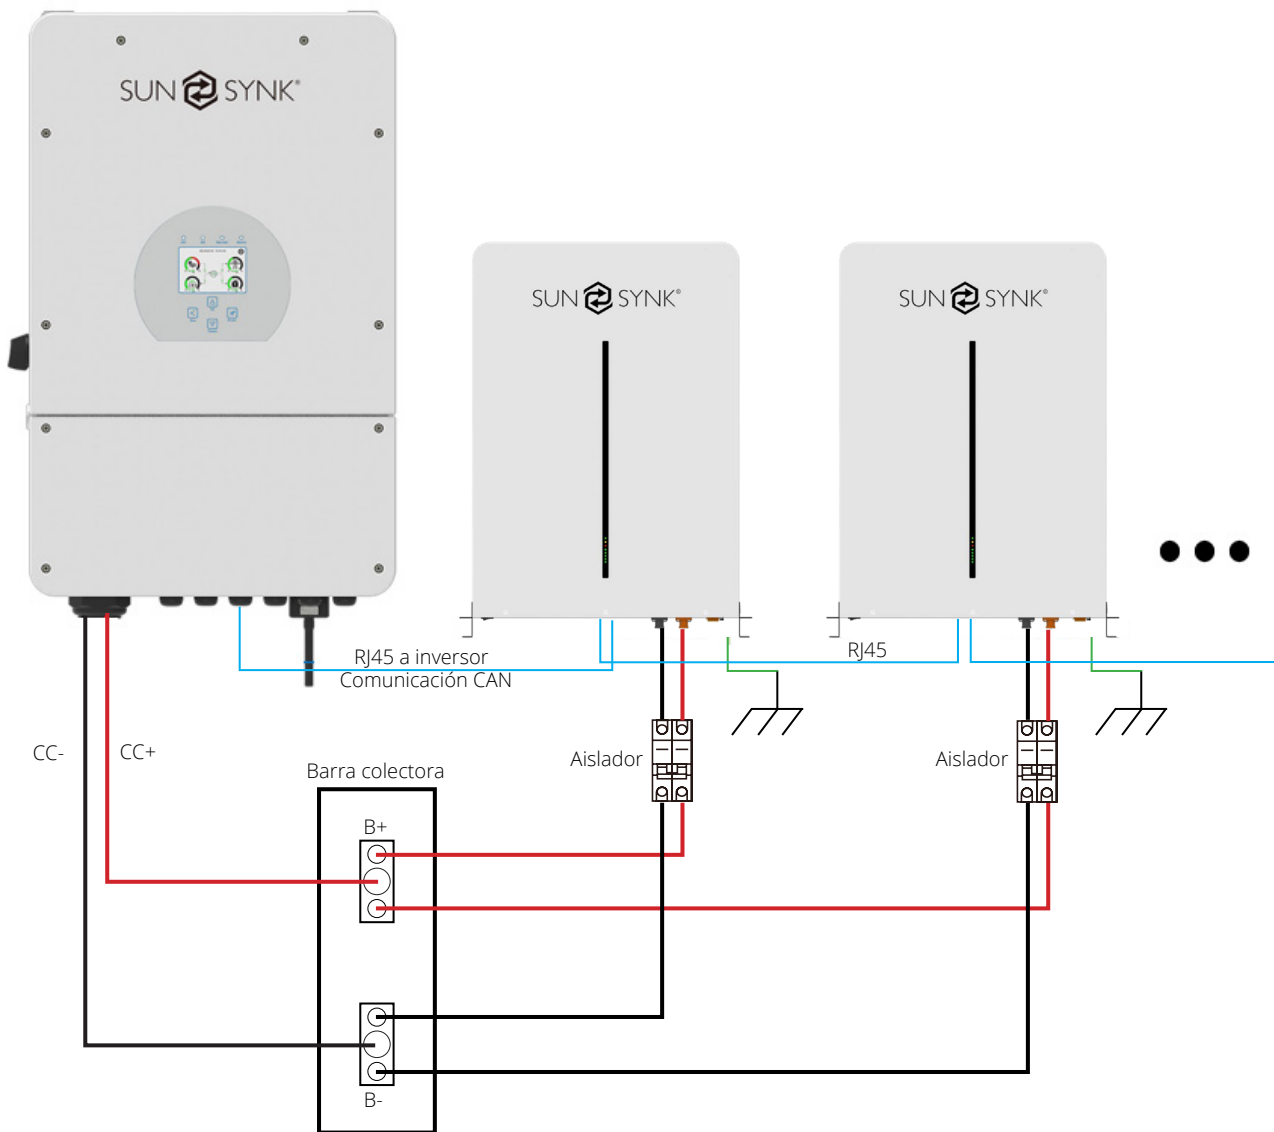 SUN SYNK®
SUN SYNK®
SUN SYNK®
RJ45 a inversor
Comunicación CAN
RJ45
CC-
CC+
Aislador
Aislador
Barra colectora
B+
B-